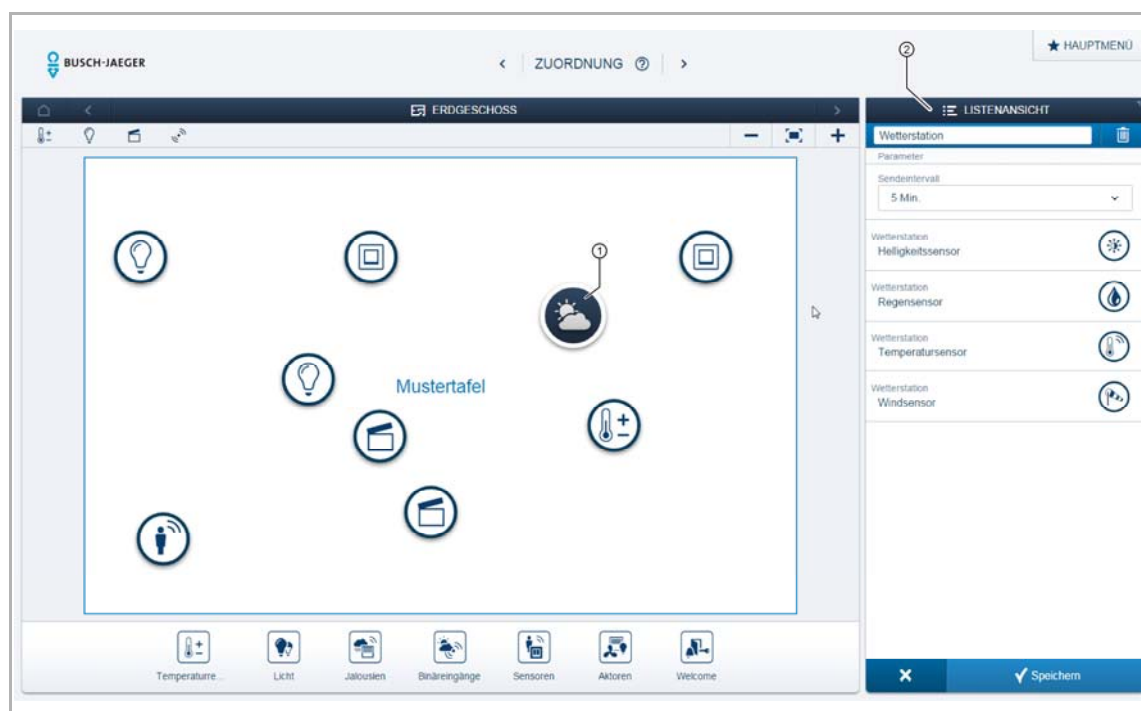 BUSCH-JAEGER
ZUORDNUNG ?
2
HAUPTMENÜ
ERDGESCHOSS
LISTENANSICHT
Wetterstation
Parameter
Sendeintervall
5 Min.
Wetterstation
Helligkeitssensor
Wetterstation
Regensensor
Wetterstation
Temperatursensor
Wetterstation
Windsensor
1
Mustertafel
Temperaturre...
Licht
Jalousien
Binäreingänge
Sensoren
Aktoren
Welcome
Speichern